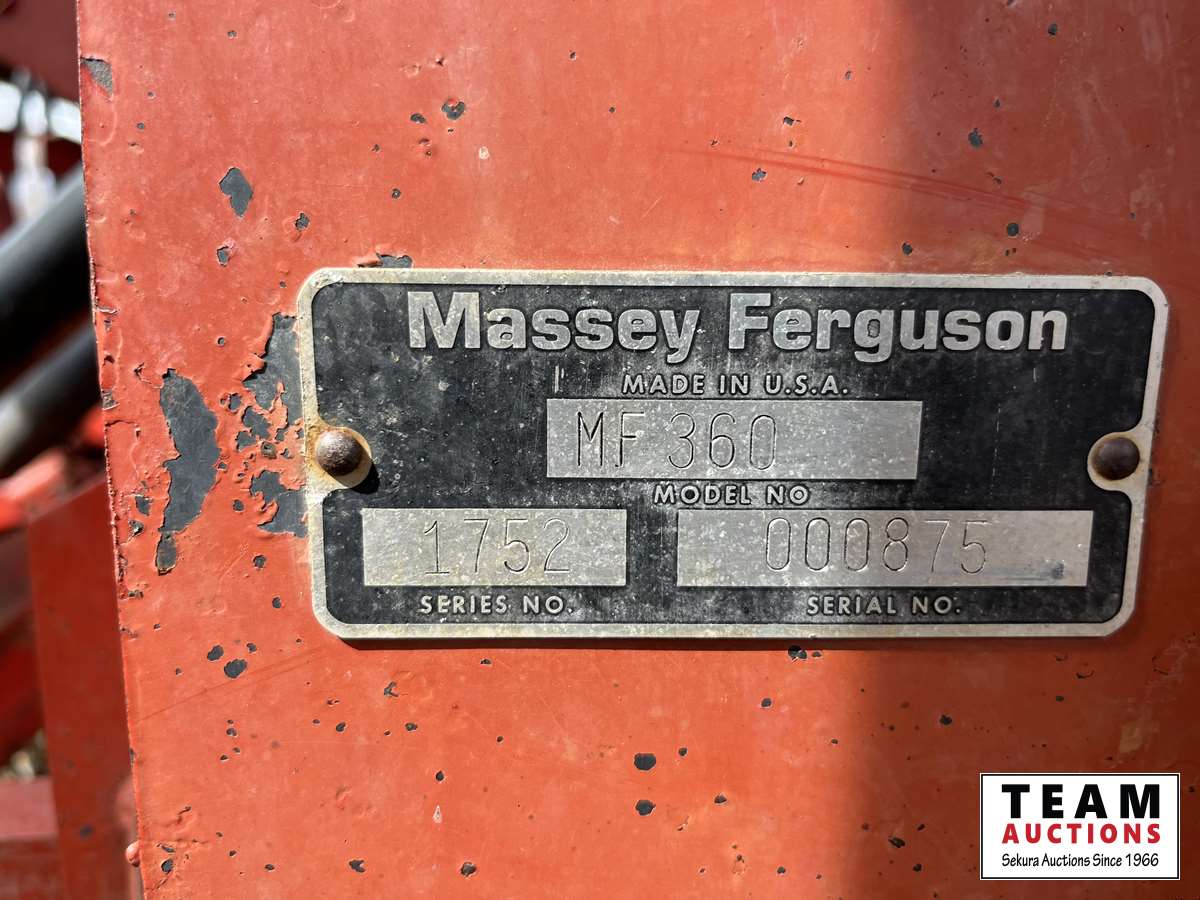 Massey Ferguson
MADE IN U.S.A.
MF 360
MODEL NO
1752 000875
SERIES NO. SERIAL NO.
TEAM
AUCTIONS
Sekura Auctions Since 1966